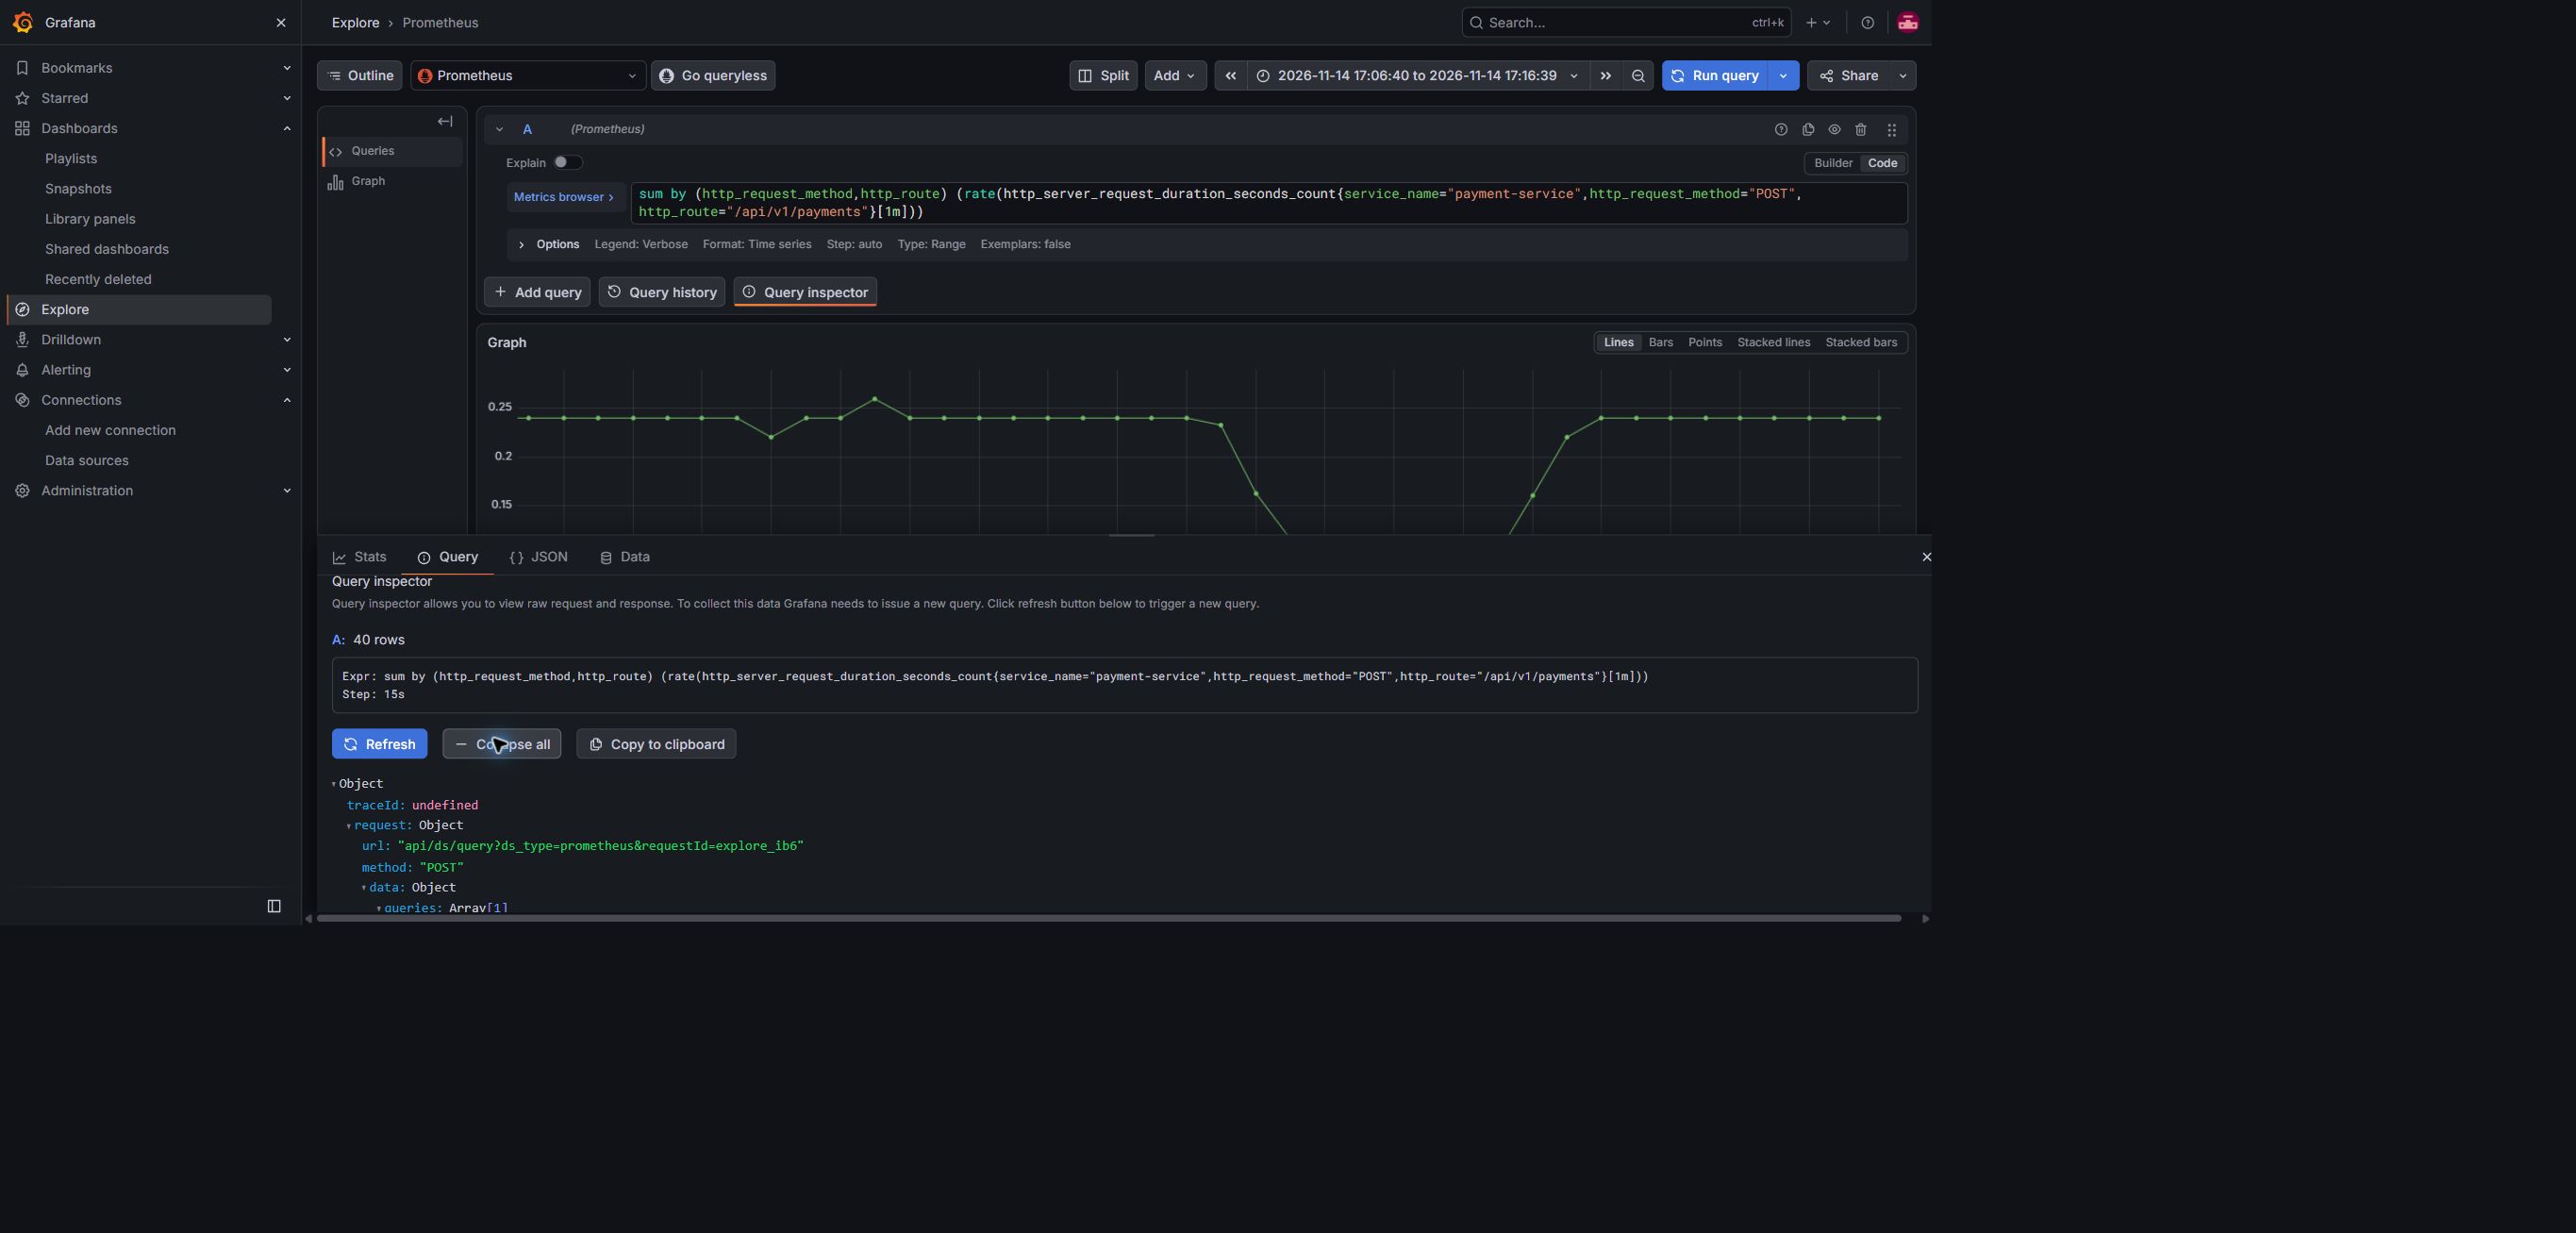 Grafana
Explore › Prometheus
Search...
ctrl+k
Bookmarks
Starred
Dashboards
Playlists
Snapshots
Library panels
Shared dashboards
Recently deleted
Explore
Drilldown
Alerting
Connections
Add new connection
Data sources
Administration
Outline
Prometheus
Go queryless
Split
Add
2026-11-14 17:06:40 to 2026-11-14 17:16:39
Run query
Share
Queries
Graph
A (Prometheus)
Explain
Builder
Code
Metrics browser ›
sum by (http_request_method,http_route) (rate(http_server_request_duration_seconds_count{service_name="payment-service",http_request_method="POST",
http_route="/api/v1/payments"}[1m]))
Options Legend: Verbose Format: Time series Step: auto Type: Range Exemplars: false
+ Add query
Query history
Query inspector
Graph
Lines
Bars
Points
Stacked lines
Stacked bars
0.25
0.2
0.15
Stats
Query
{} JSON
Data
Query inspector
Query inspector allows you to view raw request and response. To collect this data Grafana needs to issue a new query. Click refresh button below to trigger a new query.
A: 40 rows
Expr: sum by (http_request_method,http_route) (rate(http_server_request_duration_seconds_count{service_name="payment-service",http_request_method="POST",http_route="/api/v1/payments"}[1m]))
Step: 15s
Refresh
all
Copy to clipboard
Object
traceId: undefined
request: Object
url: "api/ds/query?ds_type=prometheus&requestId=explore_ib6"
method: "POST"
data: Object
queries: Array[1]